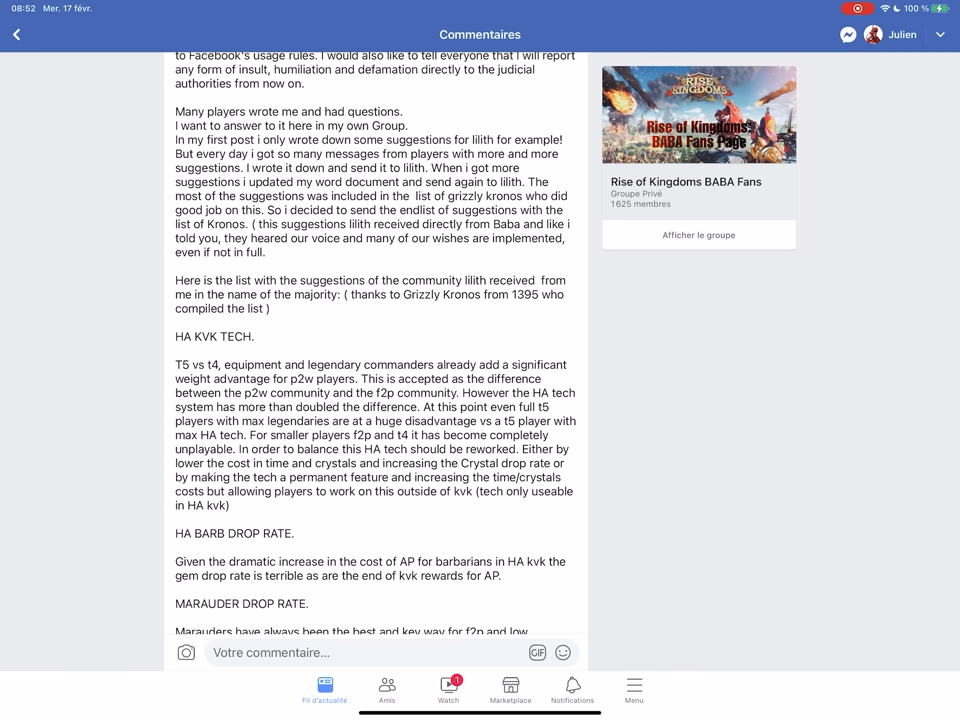 08:52 Mer. 17 févr.
100 %
Commentaires
Julien
to Facebook's usage rules. I would also like to tell everyone that I will report
any form of insult, humiliation and defamation directly to the judicial
authorities from now on.
Many players wrote me and had questions.
I want to answer to it here in my own Group.
In my first post i only wrote down some suggestions for lilith for example!
But every day i got so many messages from players with more and more
suggestions. I wrote it down and send it to lilith. When i got more
suggestions i updated my word document and send again to lilith. The
most of the suggestions was included in the  list of grizzly kronos who did
good job on this. So i decided to send the endlist of suggestions with the
list of Kronos. ( this suggestions lilith received directly from Baba and like i
told you, they heared our voice and many of our wishes are implemented,
even if not in full.
Here is the list with the suggestions of the community lilith received  from
me in the name of the majority: ( thanks to Grizzly Kronos from 1395 who
compiled the list )
HA KVK TECH.
T5 vs t4, equipment and legendary commanders already add a significant
weight advantage for p2w players. This is accepted as the difference
between the p2w community and the f2p community. However the HA tech
system has more than doubled the difference. At this point even full t5
players with max legendaries are at a huge disadvantage vs a t5 player with
max HA tech. For smaller players f2p and t4 it has become completely
unplayable. In order to balance this HA tech should be reworked. Either by
lower the cost in time and crystals and increasing the Crystal drop rate or
by making the tech a permanent feature and increasing the time/crystals
costs but allowing players to work on this outside of kvk (tech only useable
in HA kvk)
HA BARB DROP RATE.
Given the dramatic increase in the cost of AP for barbarians in HA kvk the
gem drop rate is terrible as are the end of kvk rewards for AP.
MARAUDER DROP RATE.
Marauders have always been the best and key way for f2p and low
RISE OF
KINGDOMS
Rise of Kingdoms:
BABA Fans Page
Rise of Kingdoms BABA Fans
Groupe Privé
1 625 membres
Afficher le groupe
Votre commentaire...
GIF
1
Fil d'actualité
Amis
Watch
Marketplace
Notifications
Menu